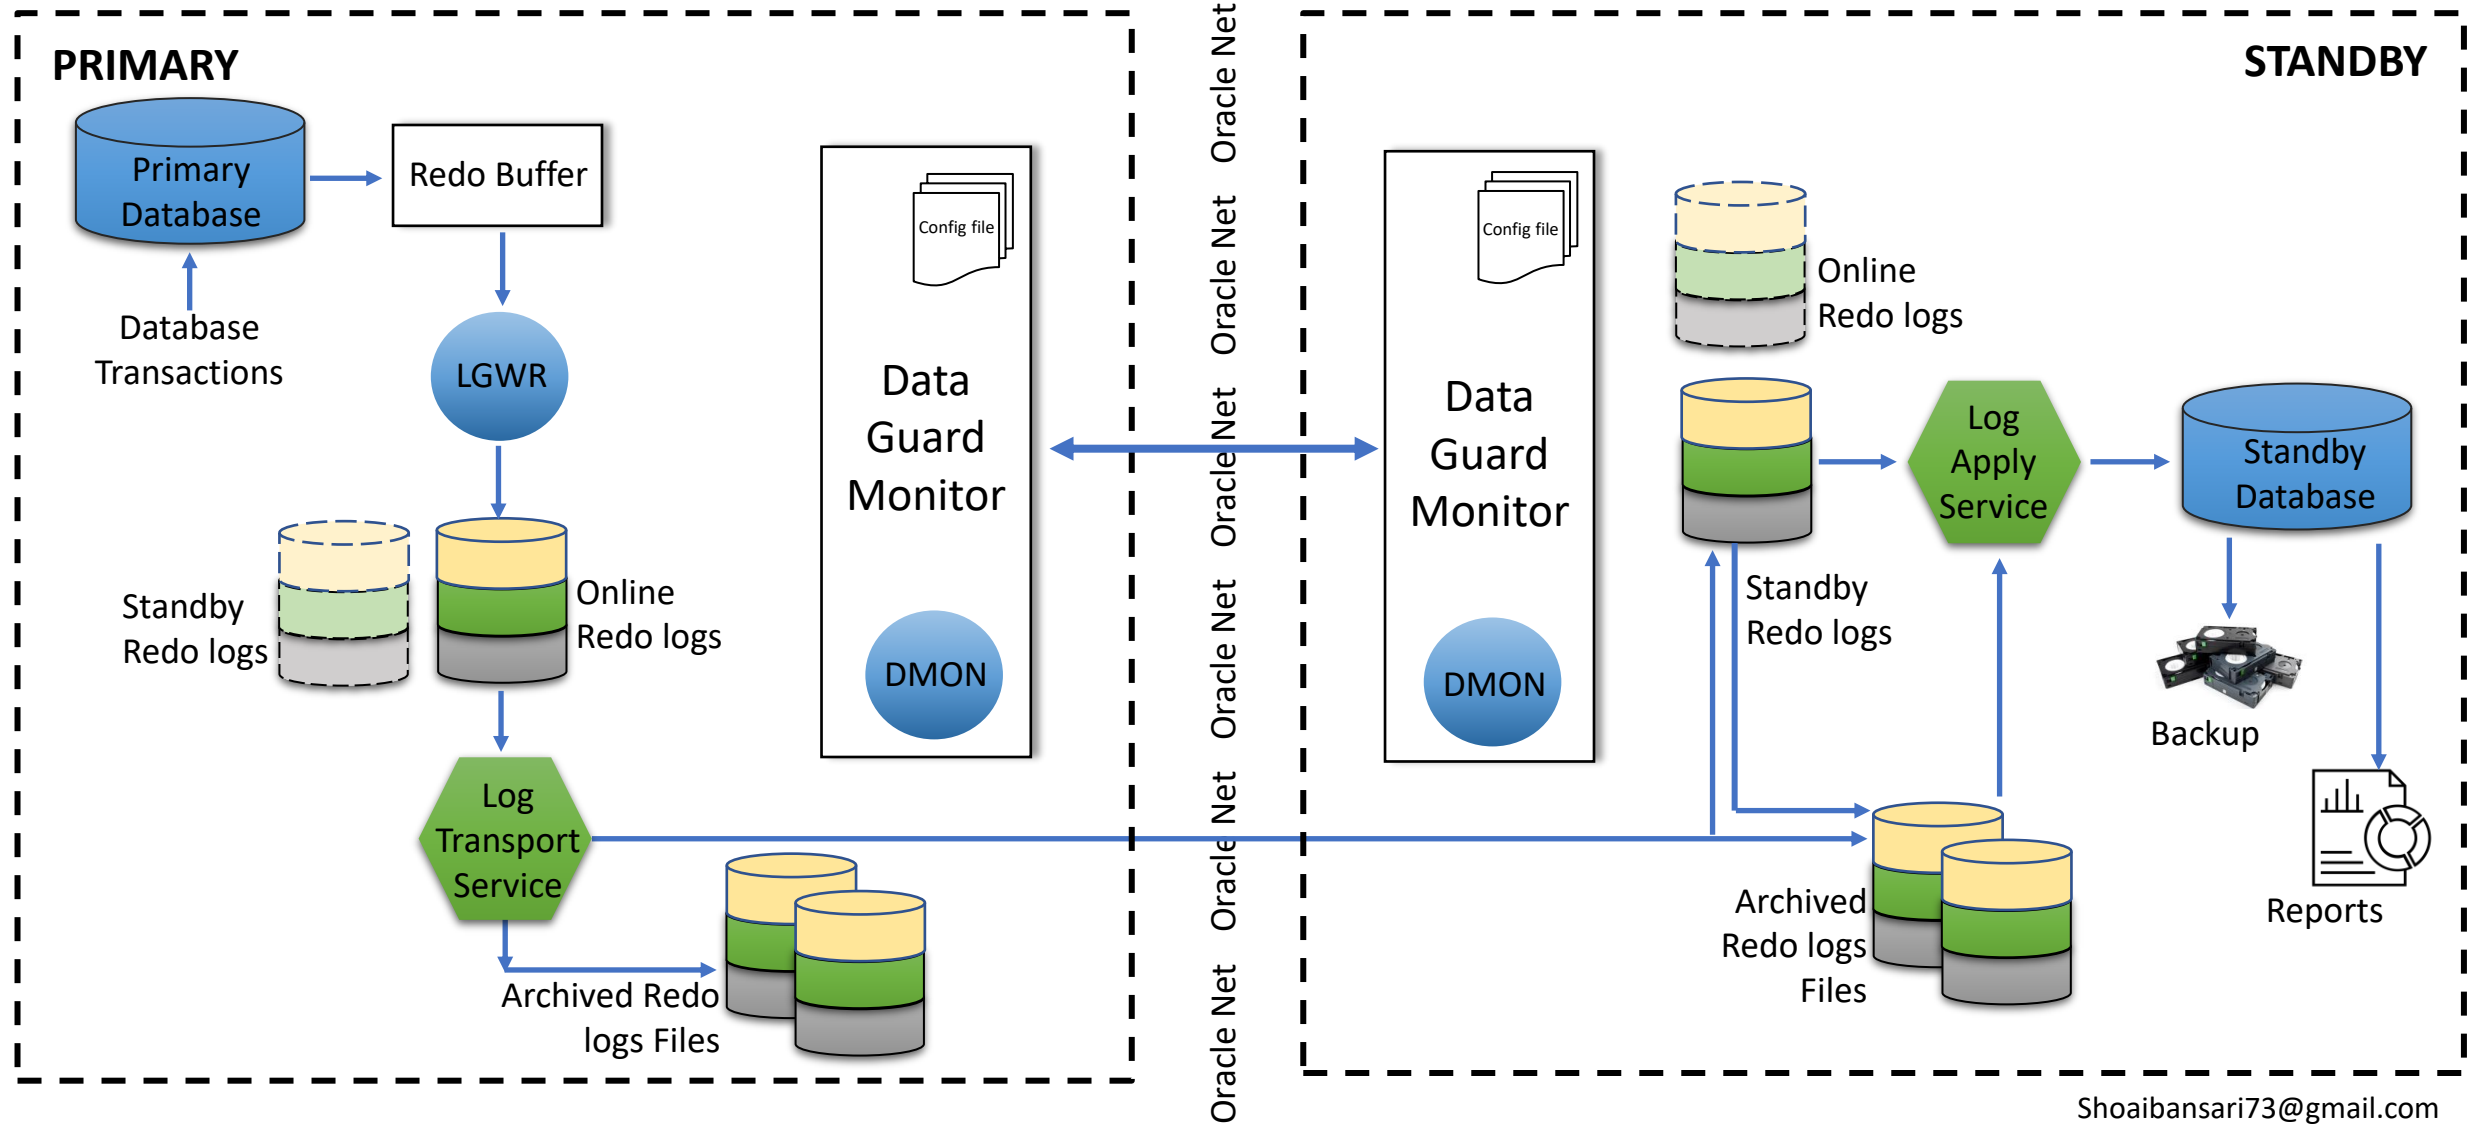 PRIMARY
Primary
Database
Redo Buffer
Database
Transactions
LGWR
Standby
Redo logs
Online
Redo logs
Log
Transport
Service
Archived Redo
logs Files
Config file
Data
Guard
Monitor
DMON
Oracle Net
Oracle Net
Oracle Net
Oracle Net
Oracle Net
Oracle Net
STANDBY
Config file
Data
Guard
Monitor
DMON
Online
Redo logs
Standby
Redo logs
Log
Apply
Service
Standby
Database
Backup
Reports
Archived
Redo logs
Files
Shoaibansari73@gmail.com